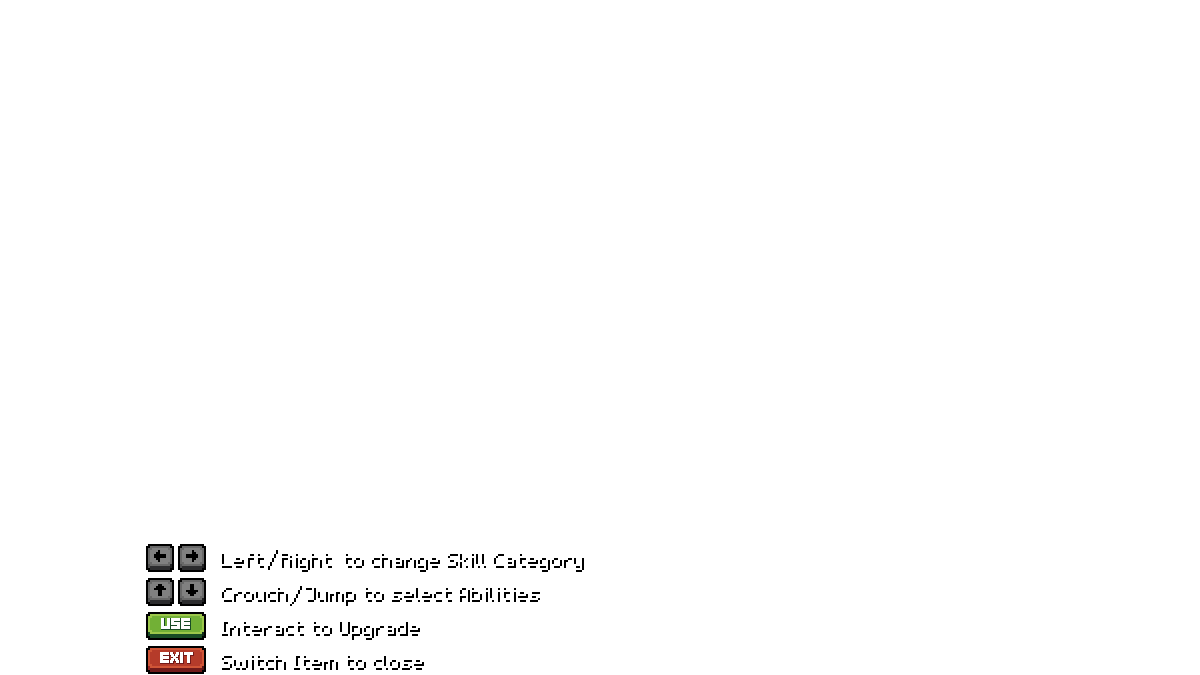 Left/Right to change Skill Category
Crouch/Jump to select Abilities
USE Interact to Upgrade
EXIT Switch Item to close